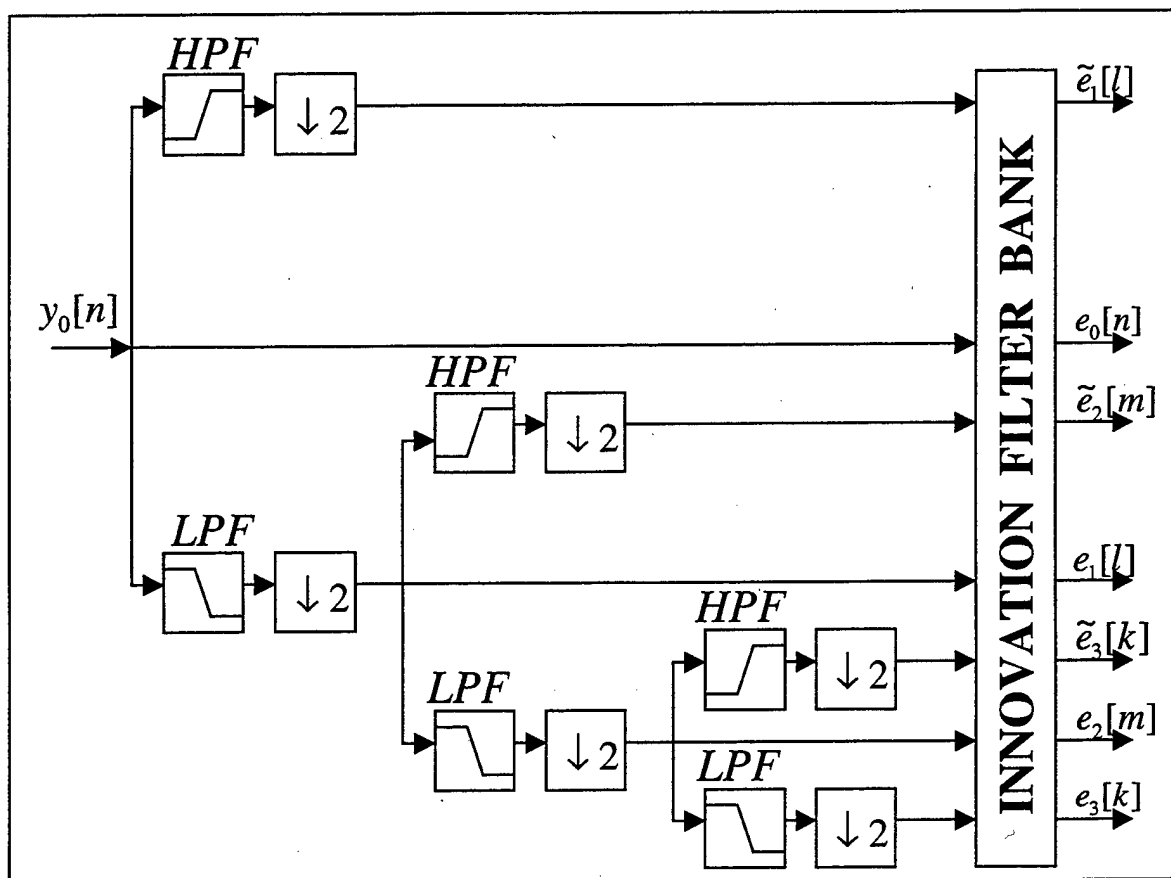 HPF
↓ 2
ẽ₁[l]
y₀[n]
e₀[n]
HPF
↓ 2
ẽ₂[m]
LPF
↓ 2
e₁[l]
HPF
↓ 2
ẽ₃[k]
LPF
↓ 2
e₂[m]
LPF
↓ 2
e₃[k]
INNOVATION FILTER BANK